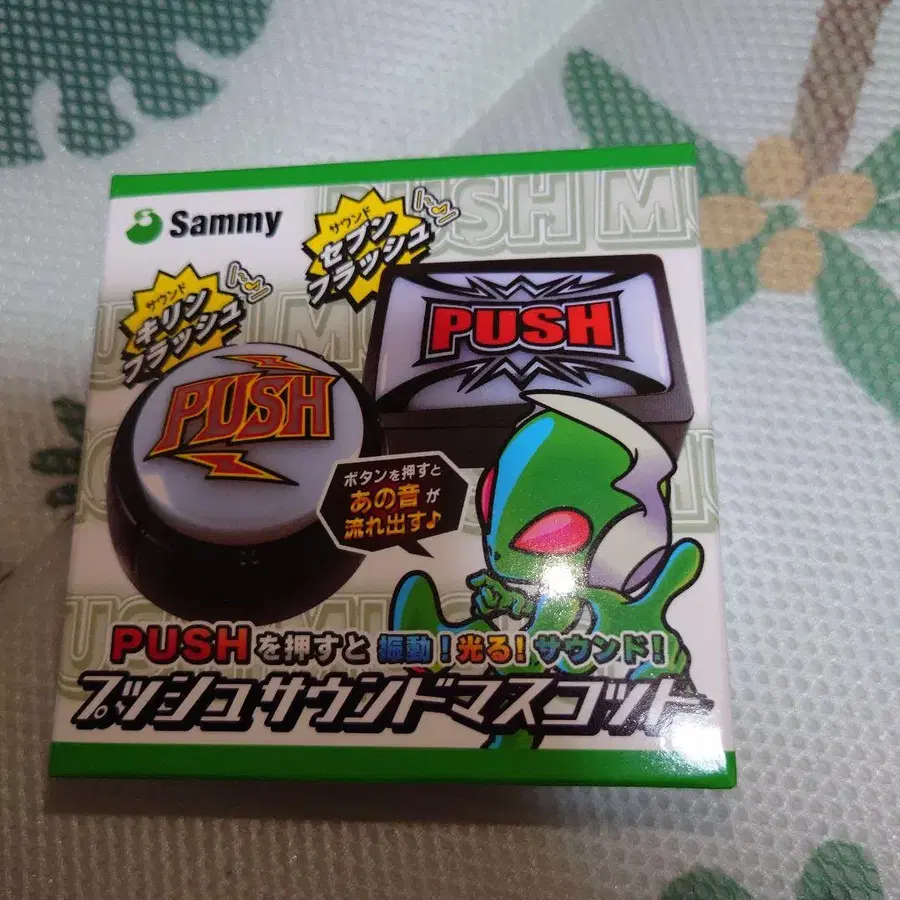 Sammy
サウンド
セブン
フラッシュ
サウンド
キリン
フラッシュ
PUSH
PUSH
ボタンを押すと
あの音が
流れ出す♪
PUSHを押すと 振動!光る!サウンド!
プッシュサウンドマスコット
PUSH M